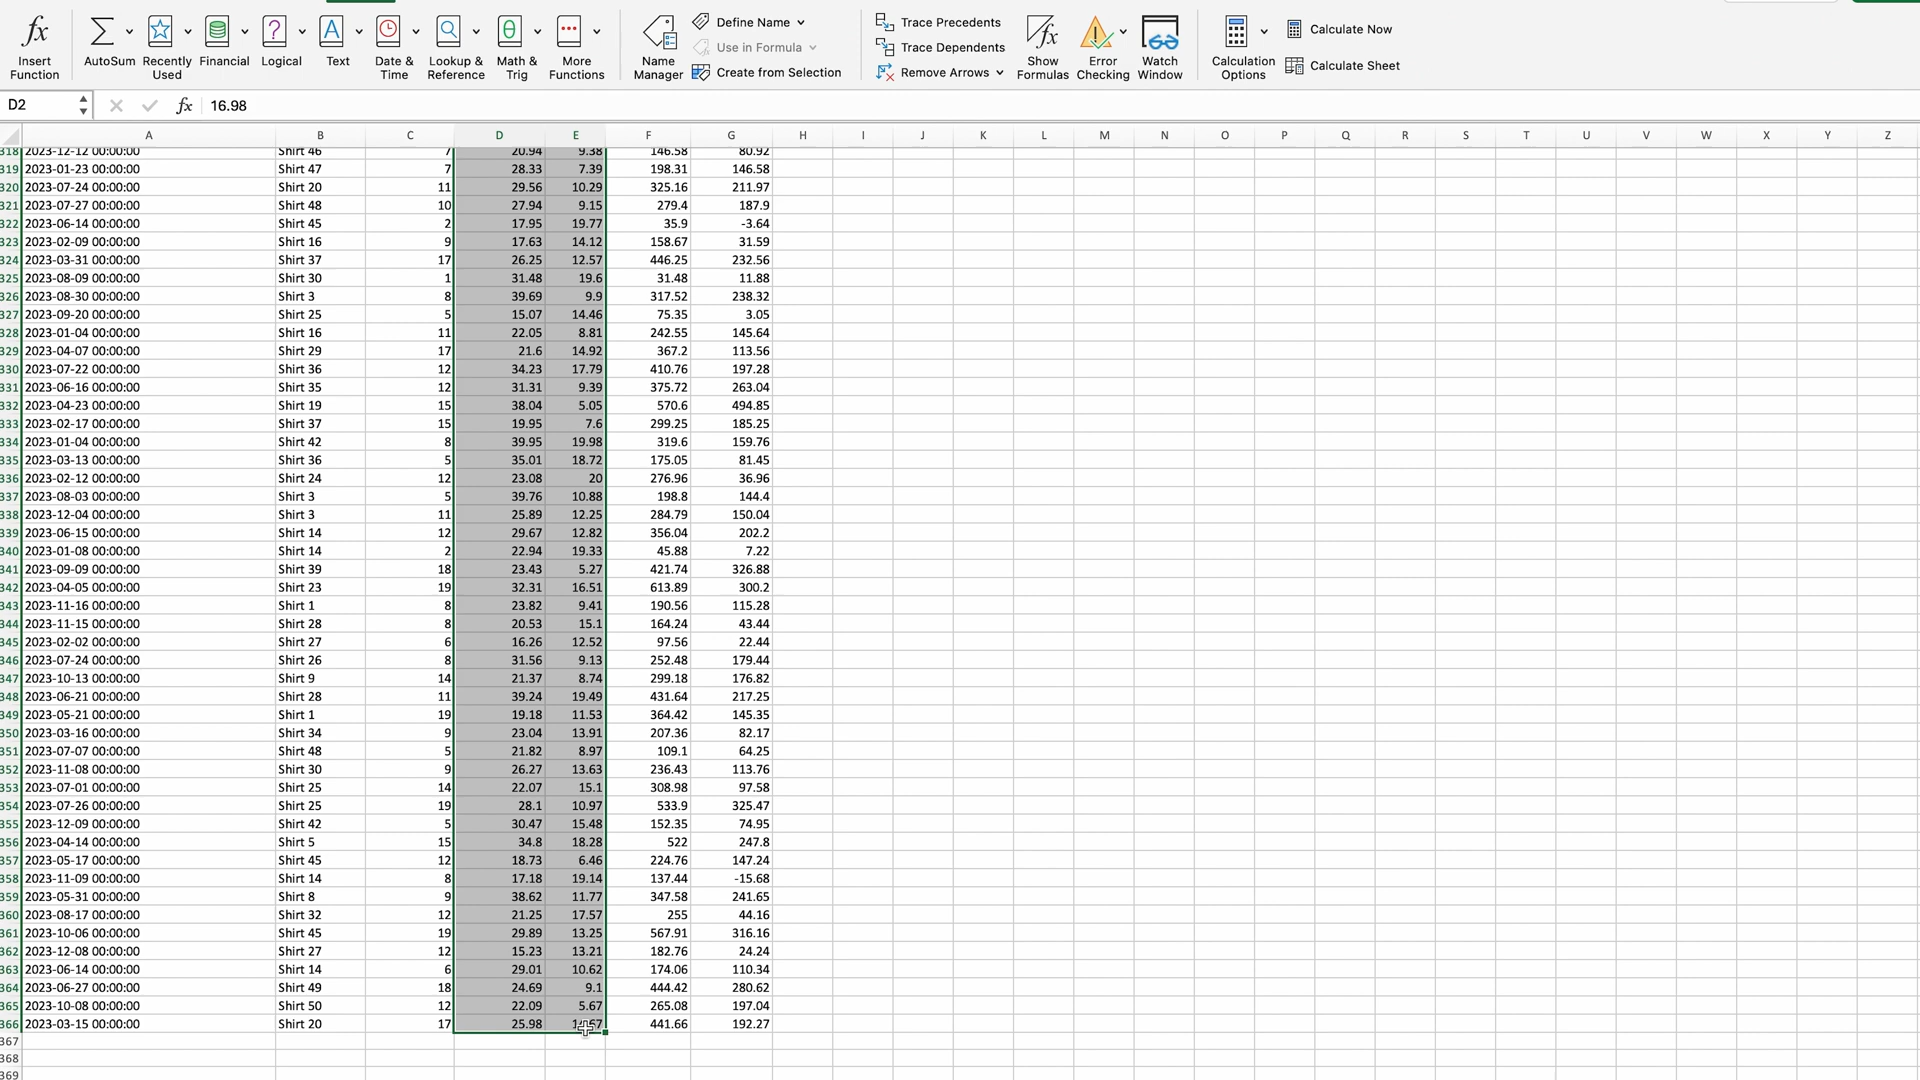 Insert Function AutoSum Recently Used Financial Logical Text Date & Time Lookup & Reference Math & Trig More Functions Name Manager Define Name Use in Formula Create from Selection Trace Precedents Trace Dependents Remove Arrows Show Formulas Error Checking Watch Window Calculation Options Calculate Now Calculate Sheet
D2 fx 16.98
A B C D E F G H I J K L M N O P Q R S T U V W X Y Z
318 2023-12-12 00:00:00 Shirt 46 7 20.94 9.38 146.58 80.92
319 2023-01-23 00:00:00 Shirt 47 7 28.33 7.39 198.31 146.58
320 2023-07-24 00:00:00 Shirt 20 11 29.56 10.29 325.16 211.97
321 2023-07-27 00:00:00 Shirt 48 10 27.94 9.15 279.4 187.9
322 2023-06-14 00:00:00 Shirt 45 2 17.95 19.77 35.9 -3.64
323 2023-02-09 00:00:00 Shirt 16 9 17.63 14.12 158.67 31.59
324 2023-03-31 00:00:00 Shirt 37 17 26.25 12.57 446.25 232.56
325 2023-08-09 00:00:00 Shirt 30 1 31.48 19.6 31.48 11.88
326 2023-08-30 00:00:00 Shirt 3 8 39.69 9.9 317.52 238.32
327 2023-09-20 00:00:00 Shirt 25 5 15.07 14.46 75.35 3.05
328 2023-01-04 00:00:00 Shirt 16 11 22.05 8.81 242.55 145.64
329 2023-04-07 00:00:00 Shirt 29 17 21.6 14.92 367.2 113.56
330 2023-07-22 00:00:00 Shirt 36 12 34.23 17.79 410.76 197.28
331 2023-06-16 00:00:00 Shirt 35 12 31.31 9.39 375.72 263.04
332 2023-04-23 00:00:00 Shirt 19 15 38.04 5.05 570.6 494.85
333 2023-02-17 00:00:00 Shirt 37 15 19.95 7.6 299.25 185.25
334 2023-01-04 00:00:00 Shirt 42 8 39.95 19.98 319.6 159.76
335 2023-03-13 00:00:00 Shirt 36 5 35.01 18.72 175.05 81.45
336 2023-02-12 00:00:00 Shirt 24 12 23.08 20 276.96 36.96
337 2023-08-03 00:00:00 Shirt 3 5 39.76 10.88 198.8 144.4
338 2023-12-04 00:00:00 Shirt 3 11 25.89 12.25 284.79 150.04
339 2023-06-15 00:00:00 Shirt 14 12 29.67 12.82 356.04 202.2
340 2023-01-08 00:00:00 Shirt 14 2 22.94 19.33 45.88 7.22
341 2023-09-09 00:00:00 Shirt 39 18 23.43 5.27 421.74 326.88
342 2023-04-05 00:00:00 Shirt 23 19 32.31 16.51 613.89 300.2
343 2023-11-16 00:00:00 Shirt 1 8 23.82 9.41 190.56 115.28
344 2023-11-15 00:00:00 Shirt 28 8 20.53 15.1 164.24 43.44
345 2023-02-02 00:00:00 Shirt 27 6 16.26 12.52 97.56 22.44
346 2023-07-24 00:00:00 Shirt 26 8 31.56 9.13 252.48 179.44
347 2023-10-13 00:00:00 Shirt 9 14 21.37 8.74 299.18 176.82
348 2023-06-21 00:00:00 Shirt 28 11 39.24 19.49 431.64 217.25
349 2023-05-21 00:00:00 Shirt 1 19 19.18 11.53 364.42 145.35
350 2023-03-16 00:00:00 Shirt 34 9 23.04 13.91 207.36 82.17
351 2023-07-07 00:00:00 Shirt 48 5 21.82 8.97 109.1 64.25
352 2023-11-08 00:00:00 Shirt 30 9 26.27 13.63 236.43 113.76
353 2023-07-01 00:00:00 Shirt 25 14 22.07 15.1 308.98 97.58
354 2023-07-26 00:00:00 Shirt 25 19 28.1 10.97 533.9 325.47
355 2023-12-09 00:00:00 Shirt 42 5 30.47 15.48 152.35 74.95
356 2023-04-14 00:00:00 Shirt 5 15 34.8 18.28 522 247.8
357 2023-05-17 00:00:00 Shirt 45 12 18.73 6.46 224.76 147.24
358 2023-11-09 00:00:00 Shirt 14 8 17.18 19.14 137.44 -15.68
359 2023-05-31 00:00:00 Shirt 8 9 38.62 11.77 347.58 241.65
360 2023-08-17 00:00:00 Shirt 32 12 21.25 17.57 255 44.16
361 2023-10-06 00:00:00 Shirt 45 19 29.89 13.25 567.91 316.16
362 2023-12-08 00:00:00 Shirt 27 12 15.23 13.21 182.76 24.24
363 2023-06-14 00:00:00 Shirt 14 6 29.01 10.62 174.06 110.34
364 2023-06-27 00:00:00 Shirt 49 18 24.69 9.1 444.42 280.62
365 2023-10-08 00:00:00 Shirt 50 12 22.09 5.67 265.08 197.04
366 2023-03-15 00:00:00 Shirt 20 17 25.98 441.66 192.27
367
368
369